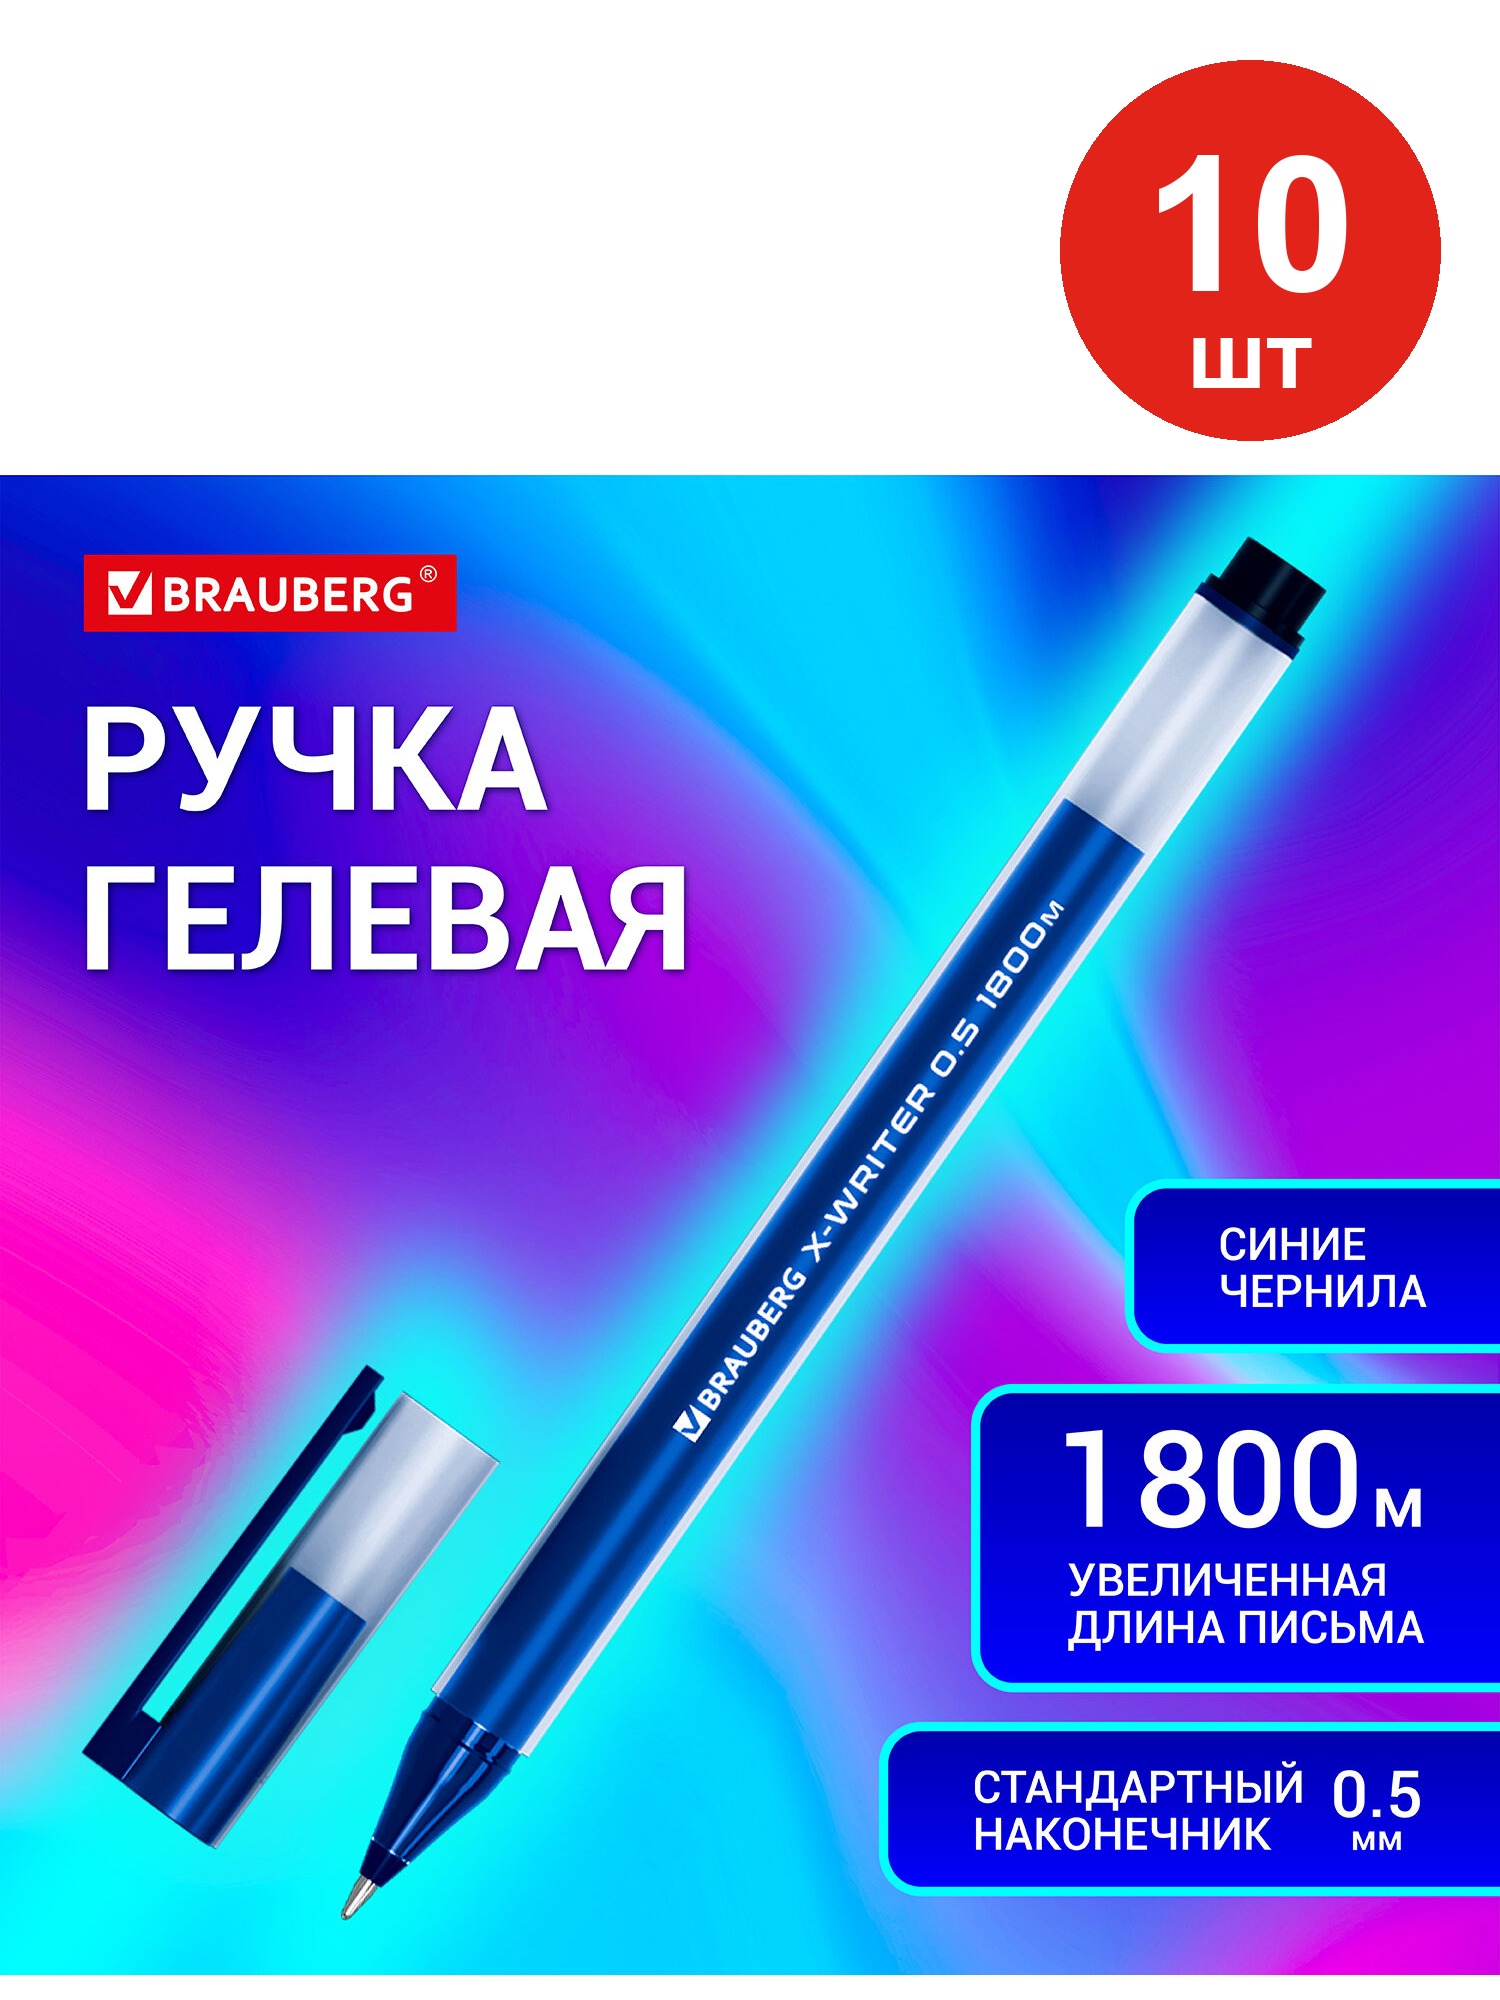 10
шт
BRAUBERG®
РУЧКА
ГЕЛЕВАЯ
BRAUBERG X-WRITER 0.5 1800м
СИНИЕ
ЧЕРНИЛА
1800 м
УВЕЛИЧЕННАЯ
ДЛИНА ПИСЬМА
СТАНДАРТНЫЙ
НАКОНЕЧНИК
0.5
мм